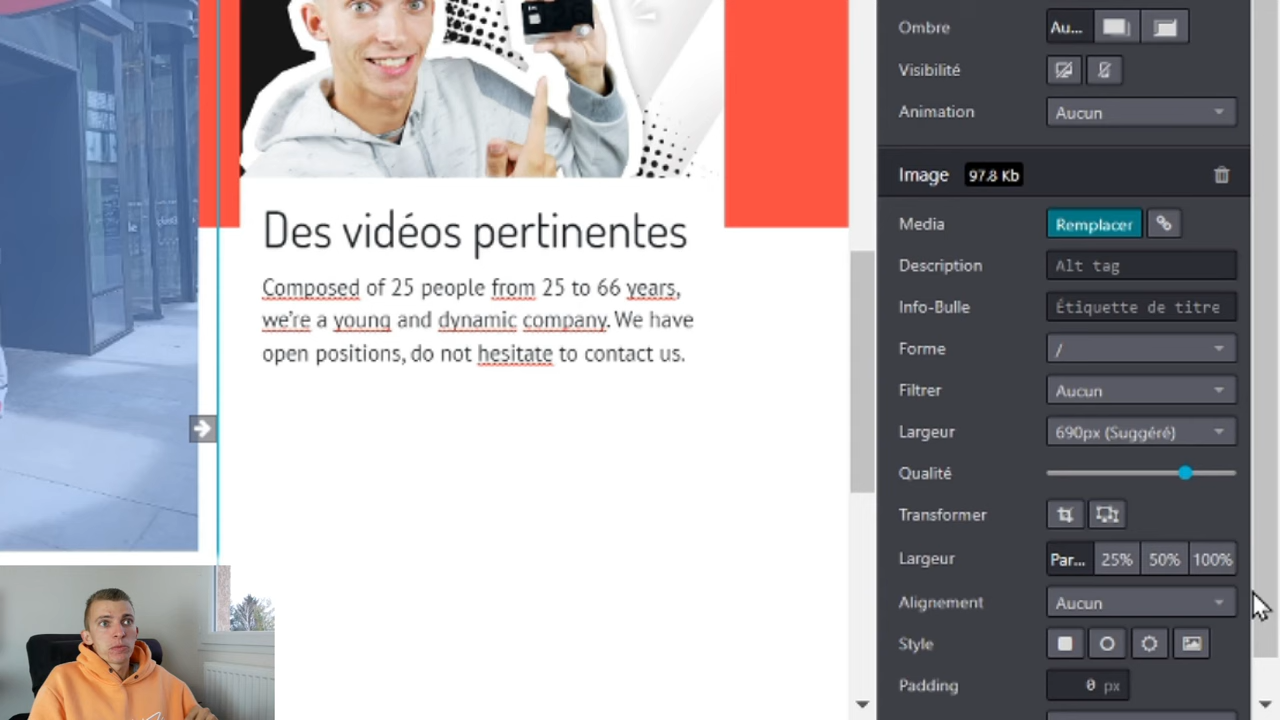 Des vidéos pertinentes
Composed of 25 people from 25 to 66 years,
we're a young and dynamic company. We have
open positions, do not hesitate to contact us.
Ombre Au...
Visibilité
Animation Aucun
Image 97.8 Kb
Media Remplacer
Description Alt tag
Info-Bulle Étiquette de titre
Forme /
Filtrer Aucun
Largeur 690px (Suggéré)
Qualité
Transformer
Largeur Par... 25% 50% 100%
Alignement Aucun
Style
Padding 0 px